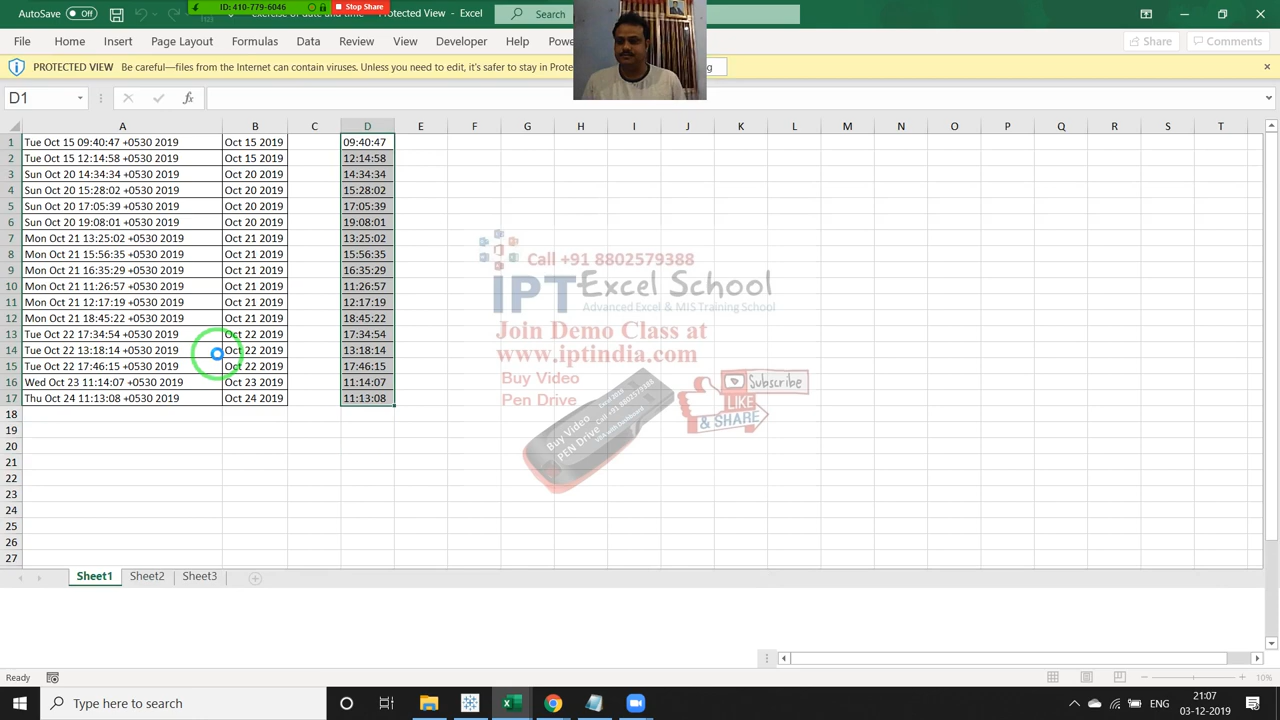 AutoSave Off
ID: 410-779-6046
Stop Share
Protected View - Excel
Search
File Home Insert Page Layout Formulas Data Review View Developer Help
Share Comments
PROTECTED VIEW Be careful—files from the Internet can contain viruses. Unless you need to edit, it's safer to stay in
D1
fx
A B C D E F G H I J K L M N O P Q R S T
1 Tue Oct 15 09:40:47 +0530 2019 Oct 15 2019 09:40:47
2 Tue Oct 15 12:14:58 +0530 2019 Oct 15 2019 12:14:58
3 Sun Oct 20 14:34:34 +0530 2019 Oct 20 2019 14:34:34
4 Sun Oct 20 15:28:02 +0530 2019 Oct 20 2019 15:28:02
5 Sun Oct 20 17:05:39 +0530 2019 Oct 20 2019 17:05:39
6 Sun Oct 20 19:08:01 +0530 2019 Oct 20 2019 19:08:01
7 Mon Oct 21 13:25:02 +0530 2019 Oct 21 2019 13:25:02
8 Mon Oct 21 15:56:35 +0530 2019 Oct 21 2019 15:56:35
9 Mon Oct 21 16:35:29 +0530 2019 Oct 21 2019 16:35:29
10 Mon Oct 21 11:26:57 +0530 2019 Oct 21 2019 11:26:57
11 Mon Oct 21 12:17:19 +0530 2019 Oct 21 2019 12:17:19
12 Mon Oct 21 18:45:22 +0530 2019 Oct 21 2019 18:45:22
13 Tue Oct 22 17:34:54 +0530 2019 Oct 22 2019 17:34:54
14 Tue Oct 22 13:18:14 +0530 2019 Oct 22 2019 13:18:14
15 Tue Oct 22 17:46:15 +0530 2019 Oct 22 2019 17:46:15
16 Wed Oct 23 11:14:07 +0530 2019 Oct 23 2019 11:14:07
17 Thu Oct 24 11:13:08 +0530 2019 Oct 24 2019 11:13:08
18
19
20
21
22
23
24
25
26
27
Call +91 8802579388
IPT Excel School
Advanced Excel & MIS Training School
Join Demo Class at
www.iptindia.com
Buy Video
Pen Drive
Buy Video
PEN Drive
Call +91 8802579388
Subscribe
LIKE
& SHARE
Sheet1 Sheet2 Sheet3
Ready
10%
Type here to search
21:07
03-12-2019